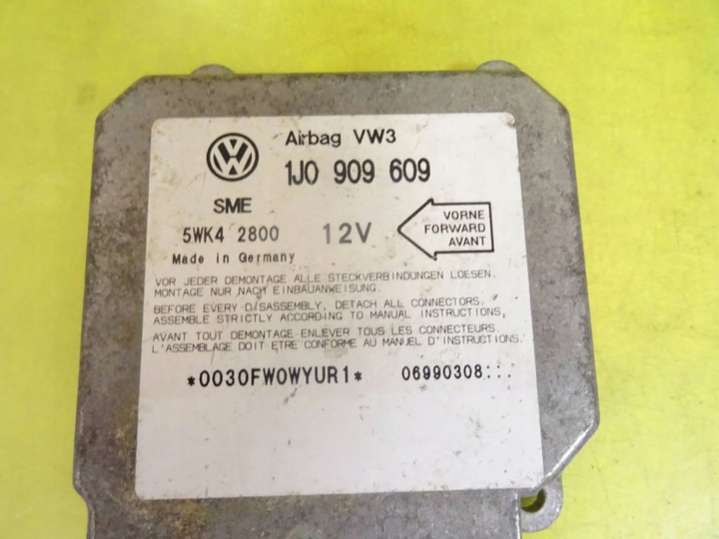 Airbag VW3
1J0 909 609
SME
5WK4 2800
12V
VORNE
FORWARD
AVANT
Made in Germany
VOR JEDER DEMONTAGE ALLE STECKVERBINDUNGEN LOESEN.
MONTAGE NUR NACH EINBAUANWEISUNG.
BEFORE EVERY DISASSEMBLY, DETACH ALL CONNECTORS.
ASSEMBLE STRICTLY ACCORDING TO MANUAL INSTRUCTIONS,
AVANT TOUT DEMONTAGE ENLEVER TOUS LES CONNECTEURS.
L'ASSEMBLAGE DOIT ETRE CONFORME AU MANUEL D'INSTRUCTIONS.
*0030FW0WYUR1*
06990308:::